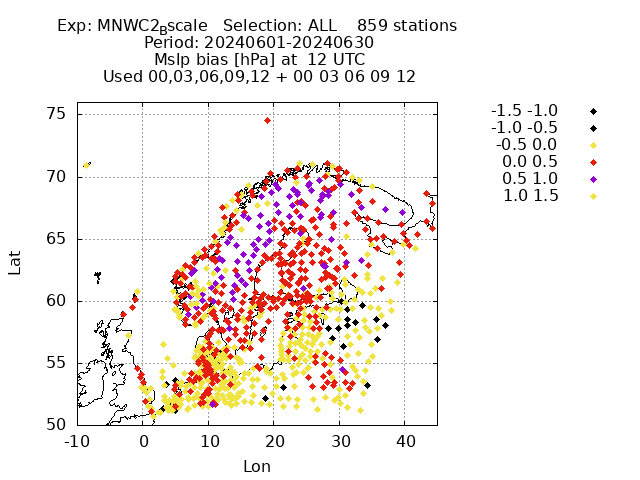 Exp: MNWC2_Bscale   Selection: ALL    859 stations
Period: 20240601-20240630
Mslp bias [hPa] at  12 UTC
Used 00,03,06,09,12 + 00 03 06 09 12
-1.5 -1.0
-1.0 -0.5
-0.5 0.0
0.0 0.5
0.5 1.0
1.0 1.5
75
70
65
60
55
50
Lat
-10 0 10 20 30 40
Lon